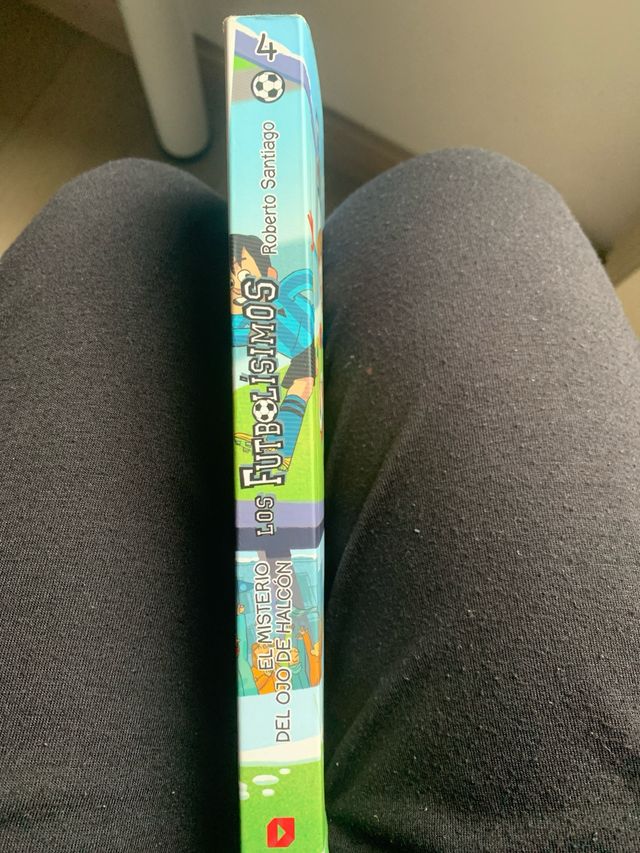 4
Roberto Santiago
LOS FUTBOLÍSIMOS
EL MISTERIO
DEL OJO DE HALCÓN